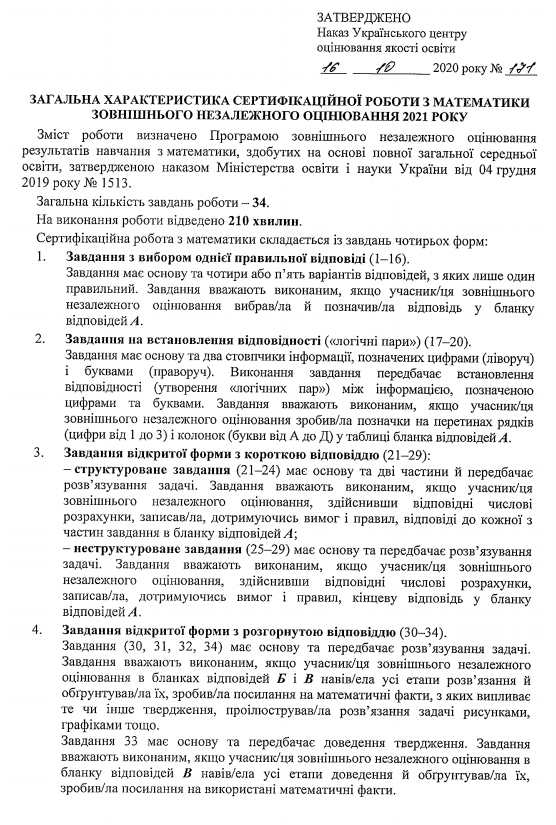 ЗАТВЕРДЖЕНО
Наказ Українського центру
оцінювання якості освіти
16 10 2020 року № 171
ЗАГАЛЬНА ХАРАКТЕРИСТИКА СЕРТИФІКАЦІЙНОЇ РОБОТИ З МАТЕМАТИКИ
ЗОВНІШНЬОГО НЕЗАЛЕЖНОГО ОЦІНЮВАННЯ 2021 РОКУ
Зміст роботи визначено Програмою зовнішнього незалежного оцінювання
результатів навчання з математики, здобутих на основі повної загальної середньої
освіти, затвердженою наказом Міністерства освіти і науки України від 04 грудня
2019 року № 1513.
Загальна кількість завдань роботи – 34.
На виконання роботи відведено 210 хвилин.
Сертифікаційна робота з математики складається із завдань чотирьох форм:
1. Завдання з вибором однієї правильної відповіді (1–16).
Завдання має основу та чотири або п’ять варіантів відповідей, з яких лише один
правильний. Завдання вважають виконаним, якщо учасник/ця зовнішнього
незалежного оцінювання вибрав/ла й позначив/ла відповідь у бланку
відповідей А.
2. Завдання на встановлення відповідності («логічні пари») (17–20).
Завдання має основу та два стовпчики інформації, позначених цифрами (ліворуч)
і буквами (праворуч). Виконання завдання передбачає встановлення
відповідності (утворення «логічних пар») між інформацією, позначеною
цифрами та буквами. Завдання вважають виконаним, якщо учасник/ця
зовнішнього незалежного оцінювання зробив/ла позначки на перетинах рядків
(цифри від 1 до 3) і колонок (букви від А до Д) у таблиці бланка відповідей А.
3. Завдання відкритої форми з короткою відповіддю (21–29):
– структуроване завдання (21–24) має основу та дві частини й передбачає
розв’язування задачі. Завдання вважають виконаним, якщо учасник/ця
зовнішнього незалежного оцінювання, здійснивши відповідні числові
розрахунки, записав/ла, дотримуючись вимог і правил, відповіді до кожної з
частин завдання в бланку відповідей А;
– неструктуроване завдання (25–29) має основу та передбачає розв’язування
задачі. Завдання вважають виконаним, якщо учасник/ця зовнішнього
незалежного оцінювання, здійснивши відповідні числові розрахунки,
записав/ла, дотримуючись вимог і правил, кінцеву відповідь у бланку
відповідей А.
4. Завдання відкритої форми з розгорнутою відповіддю (30–34).
Завдання (30, 31, 32, 34) має основу та передбачає розв’язування задачі.
Завдання вважають виконаним, якщо учасник/ця зовнішнього незалежного
оцінювання в бланках відповідей Б і В навів/ела усі етапи розв’язання й
обґрунтував/ла їх, зробив/ла посилання на математичні факти, з яких випливає
те чи інше твердження, проілюстрував/ла розв’язання задачі рисунками,
графіками тощо.
Завдання 33 має основу та передбачає доведення твердження. Завдання
вважають виконаним, якщо учасник/ця зовнішнього незалежного оцінювання в
бланку відповідей В навів/ела усі етапи доведення й обґрунтував/ла їх,
зробив/ла посилання на використані математичні факти.